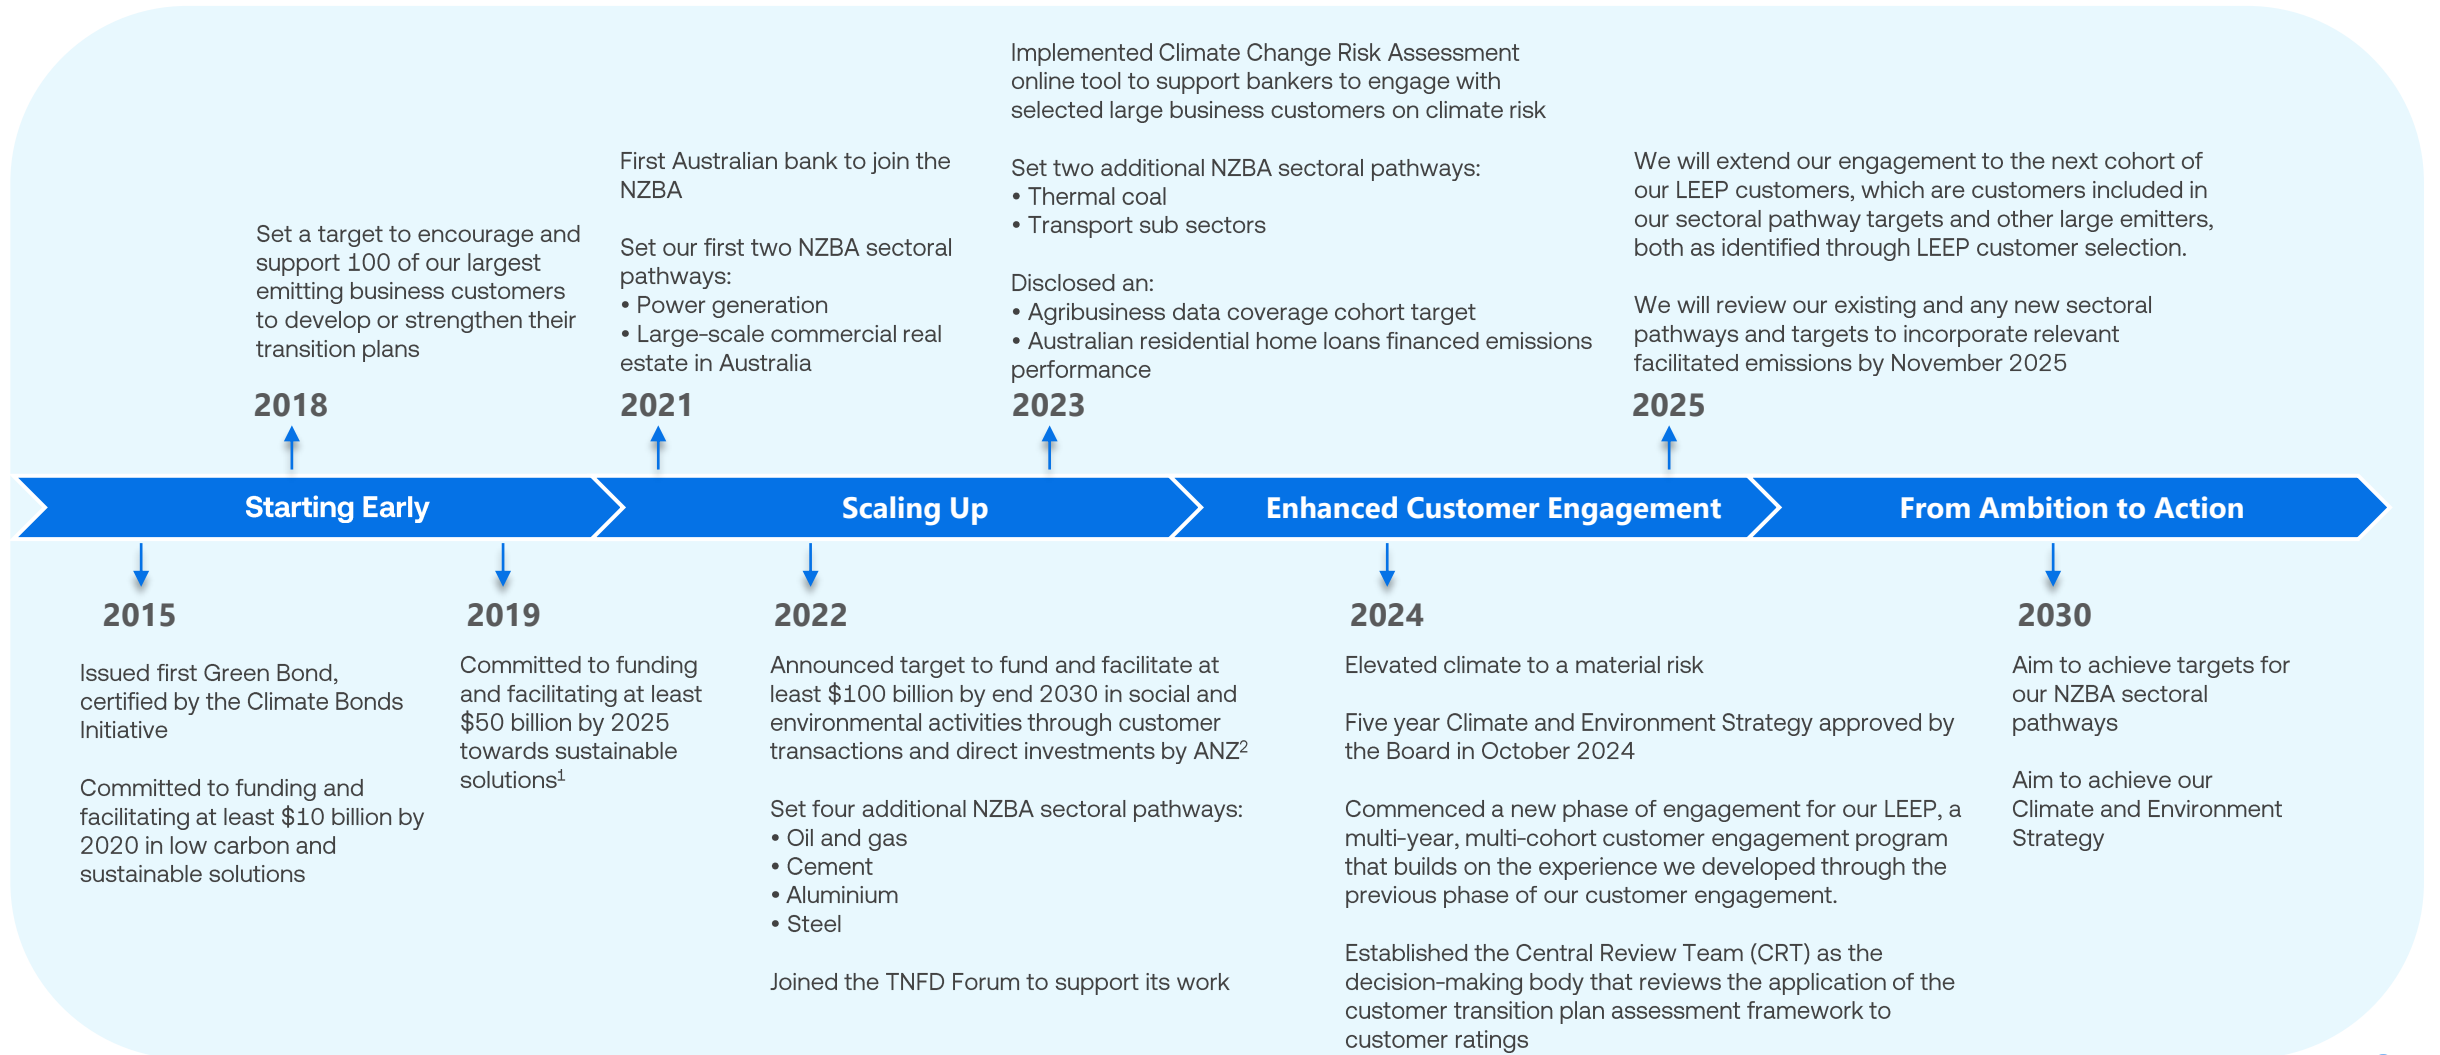 Set a target to encourage and
support 100 of our largest
emitting business customers
to develop or strengthen their
transition plans
2018
First Australian bank to join the
NZBA
Set our first two NZBA sectoral
pathways:
• Power generation
• Large-scale commercial real
estate in Australia
2021
Implemented Climate Change Risk Assessment
online tool to support bankers to engage with
selected large business customers on climate risk
Set two additional NZBA sectoral pathways:
• Thermal coal
• Transport sub sectors
Disclosed an:
• Agribusiness data coverage cohort target
• Australian residential home loans financed emissions
performance
2023
We will extend our engagement to the next cohort of
our LEEP customers, which are customers included in
our sectoral pathway targets and other large emitters,
both as identified through LEEP customer selection.
We will review our existing and any new sectoral
pathways and targets to incorporate relevant
facilitated emissions by November 2025
2025
Starting Early
Scaling Up
Enhanced Customer Engagement
From Ambition to Action
2015
Issued first Green Bond,
certified by the Climate Bonds
Initiative
Committed to funding and
facilitating at least $10 billion by
2020 in low carbon and
sustainable solutions
2019
Committed to funding
and facilitating at least
$50 billion by 2025
towards sustainable
solutions¹
2022
Announced target to fund and facilitate at
least $100 billion by end 2030 in social and
environmental activities through customer
transactions and direct investments by ANZ²
Set four additional NZBA sectoral pathways:
• Oil and gas
• Cement
• Aluminium
• Steel
Joined the TNFD Forum to support its work
2024
Elevated climate to a material risk
Five year Climate and Environment Strategy approved by
the Board in October 2024
Commenced a new phase of engagement for our LEEP, a
multi-year, multi-cohort customer engagement program
that builds on the experience we developed through the
previous phase of our customer engagement.
Established the Central Review Team (CRT) as the
decision-making body that reviews the application of the
customer transition plan assessment framework to
customer ratings
2030
Aim to achieve targets for
our NZBA sectoral
pathways
Aim to achieve our
Climate and Environment
Strategy